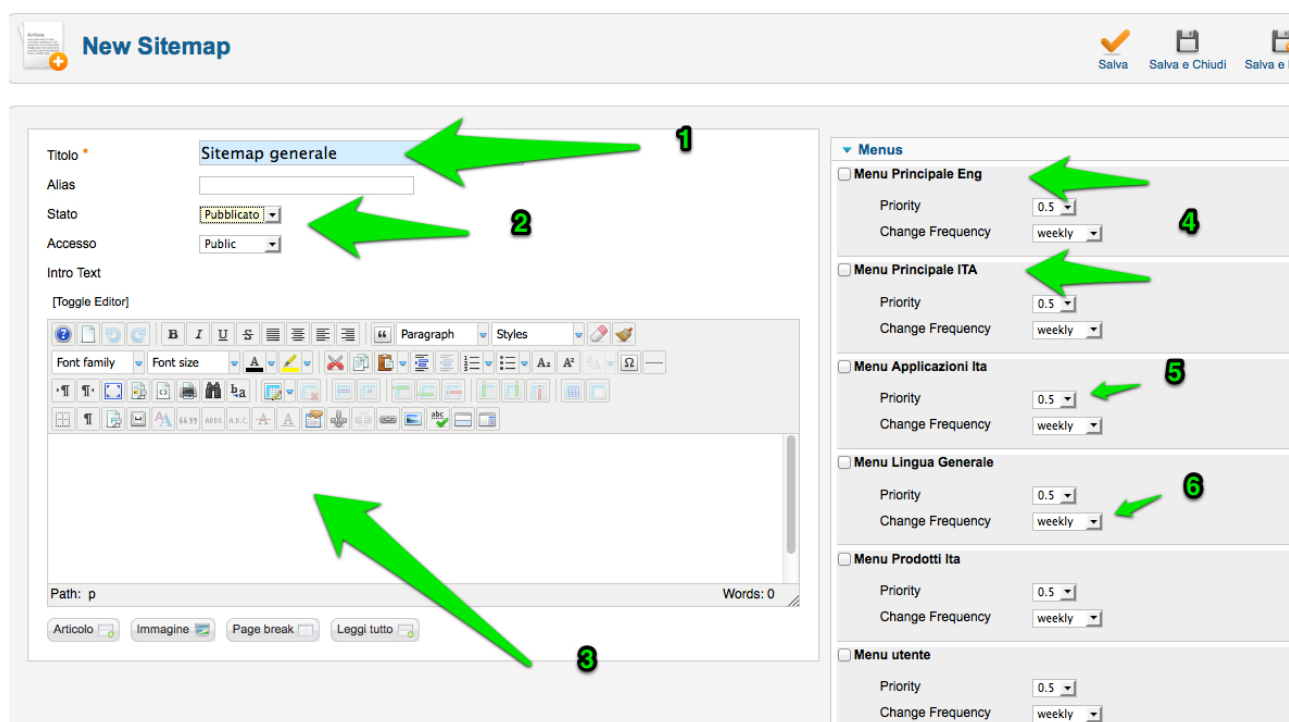 New Sitemap
Salva
Salva e Chiudi
Salva e
1
Titolo *
Sitemap generale
Alias
Stato
Pubblicato
2
Accesso
Public
Intro Text
[Toggle Editor]
B I U S
Paragraph
Styles
Font family
Font size
A
Path: p
Words: 0
Articolo
Immagine
Page break
Leggi tutto
3
Menus
Menu Principale Eng
Priority
0.5
4
Change Frequency
weekly
Menu Principale ITA
Priority
0.5
Change Frequency
weekly
Menu Applicazioni Ita
5
Priority
0.5
Change Frequency
weekly
Menu Lingua Generale
6
Priority
0.5
Change Frequency
weekly
Menu Prodotti Ita
Priority
0.5
Change Frequency
weekly
Menu utente
Priority
0.5
Change Frequency
weekly